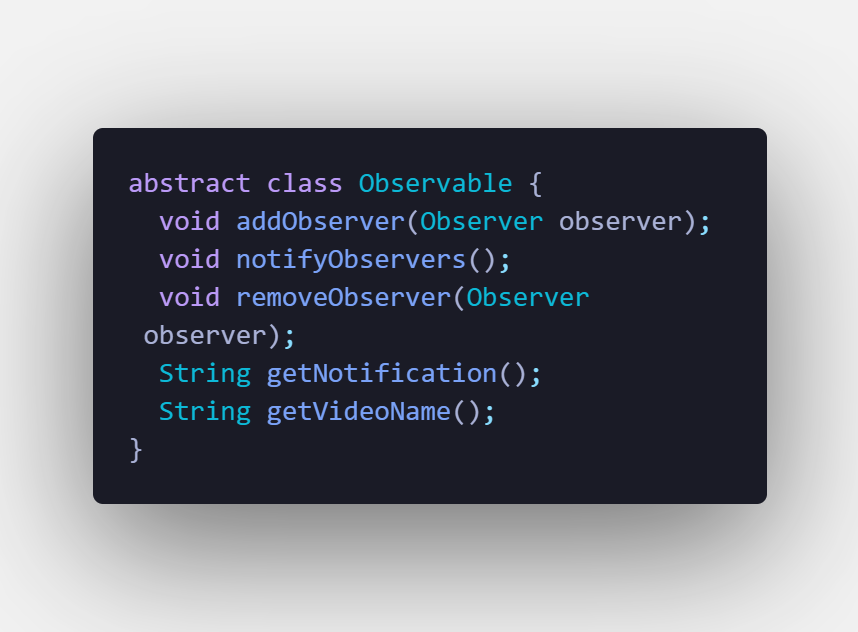 abstract class Observable {
  void addObserver(Observer observer);
  void notifyObservers();
  void removeObserver(Observer
 observer);
  String getNotification();
  String getVideoName();
}